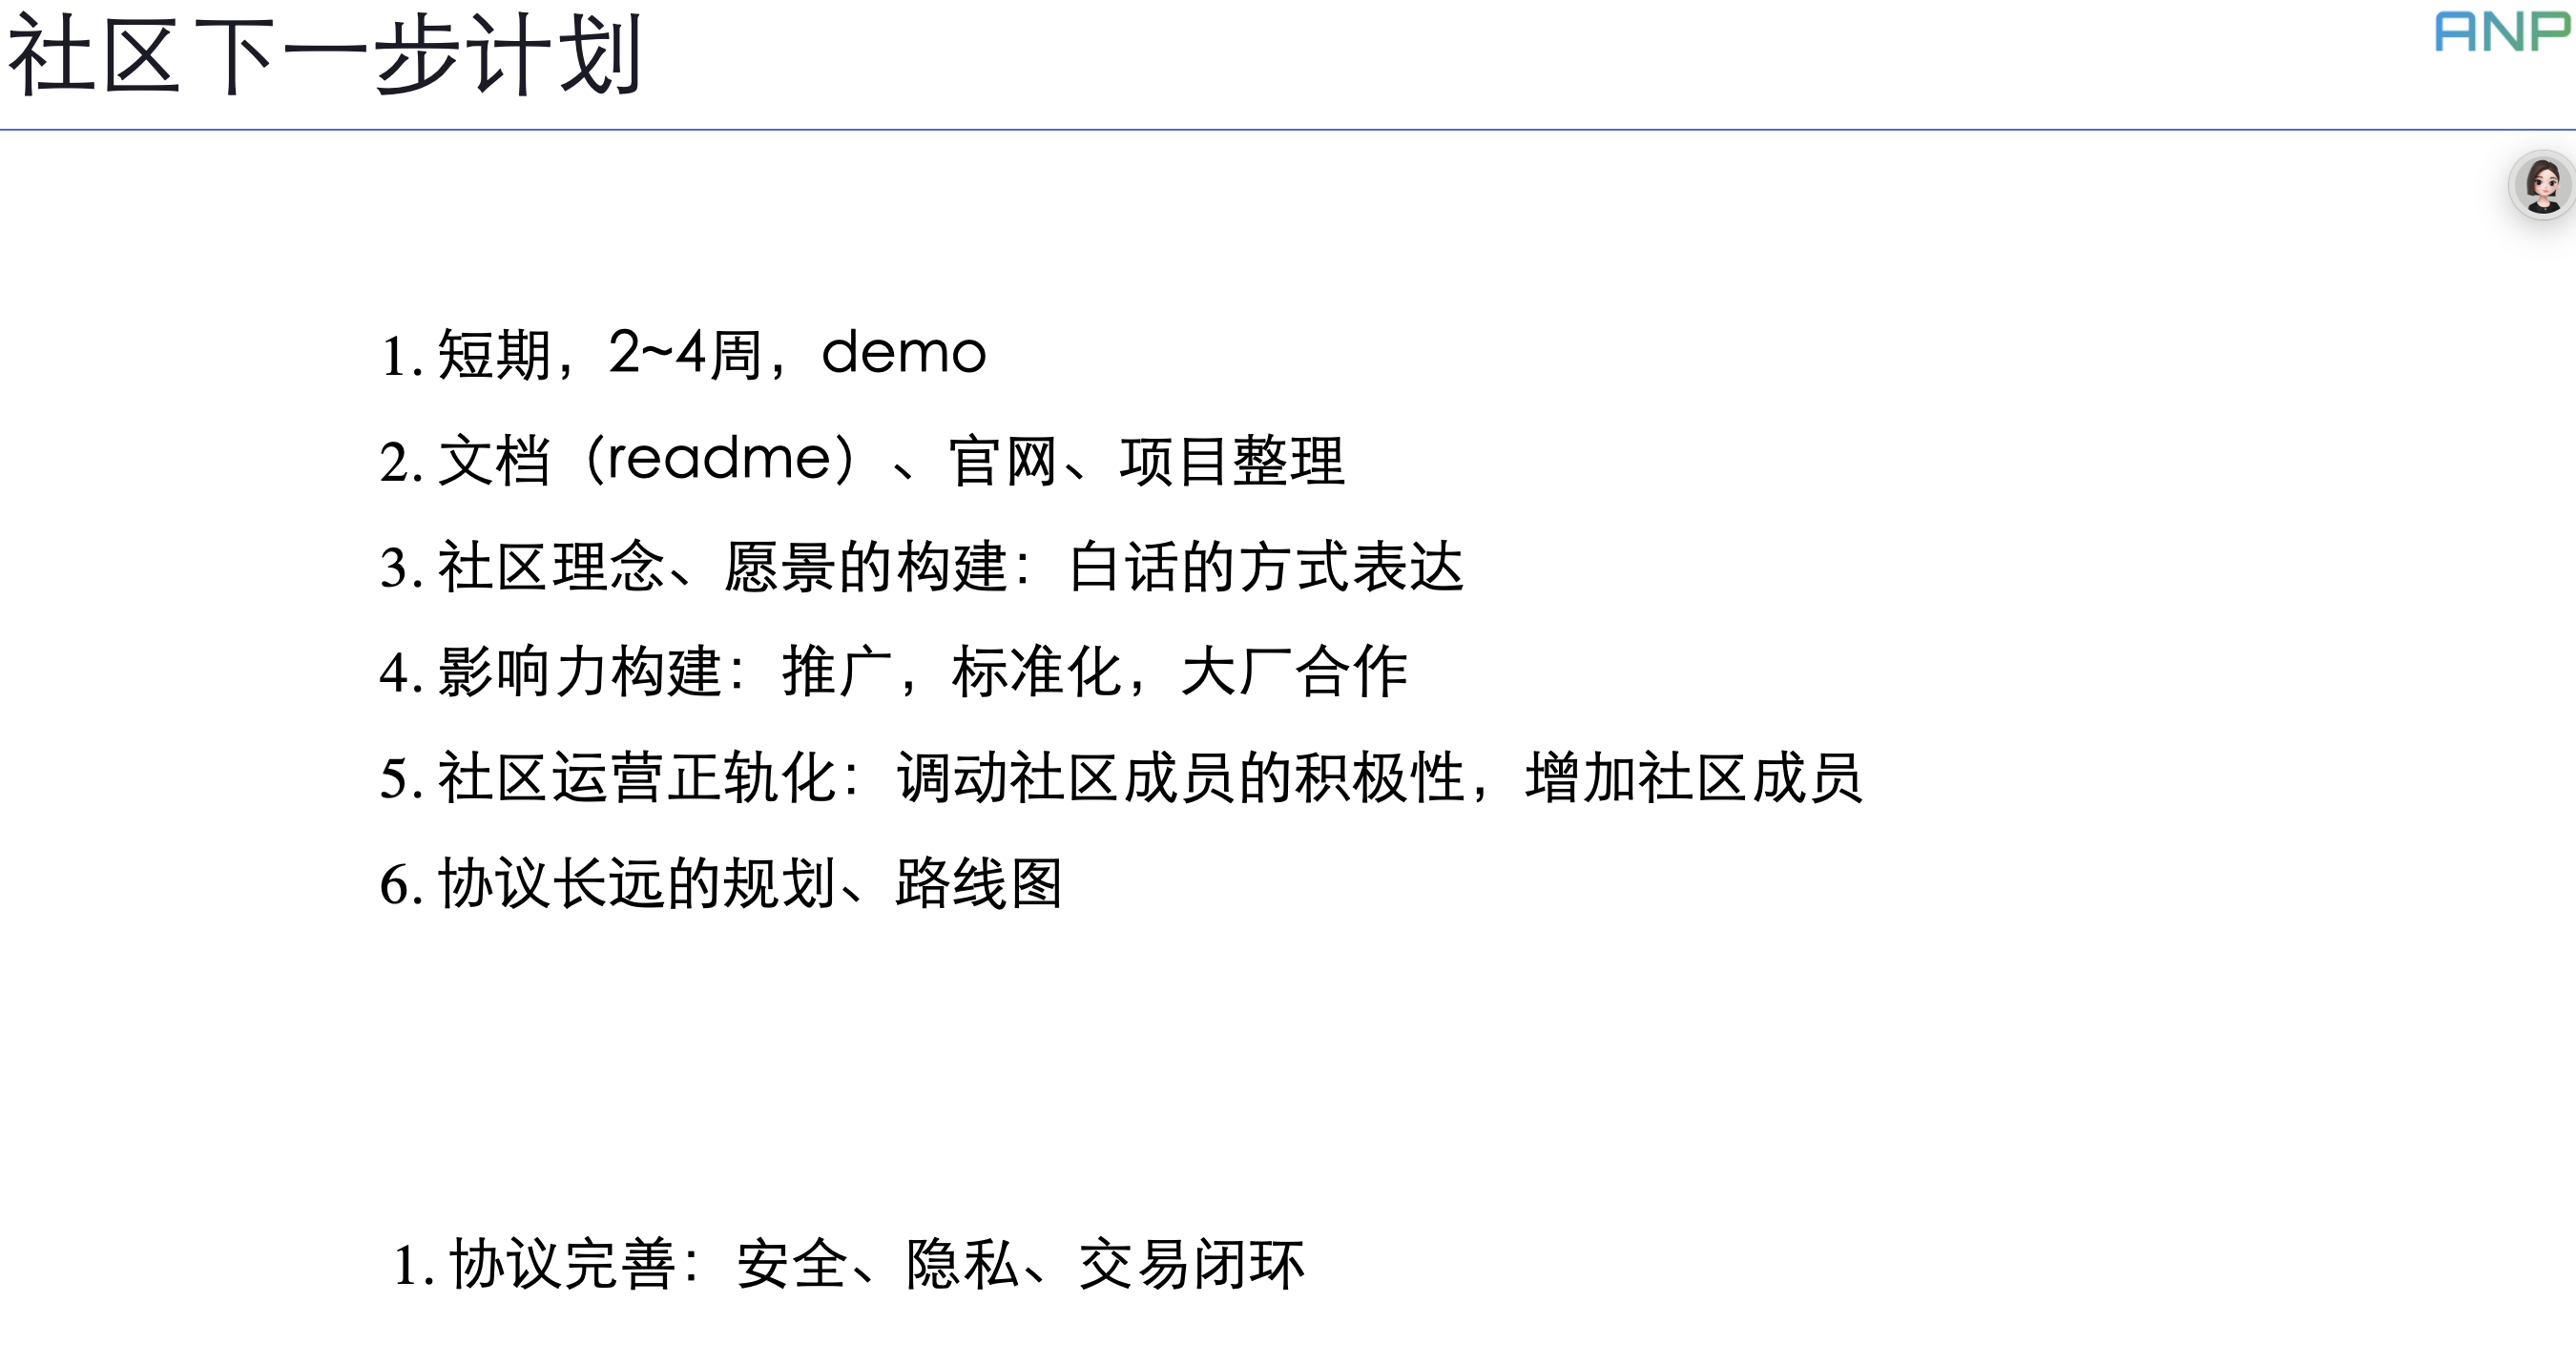 社区下一步计划
ANP
1. 短期，2~4周，demo
2. 文档（readme）、官网、项目整理
3. 社区理念、愿景的构建：白话的方式表达
4. 影响力构建：推广，标准化，大厂合作
5. 社区运营正轨化：调动社区成员的积极性，增加社区成员
6. 协议长远的规划、路线图
1. 协议完善：安全、隐私、交易闭环